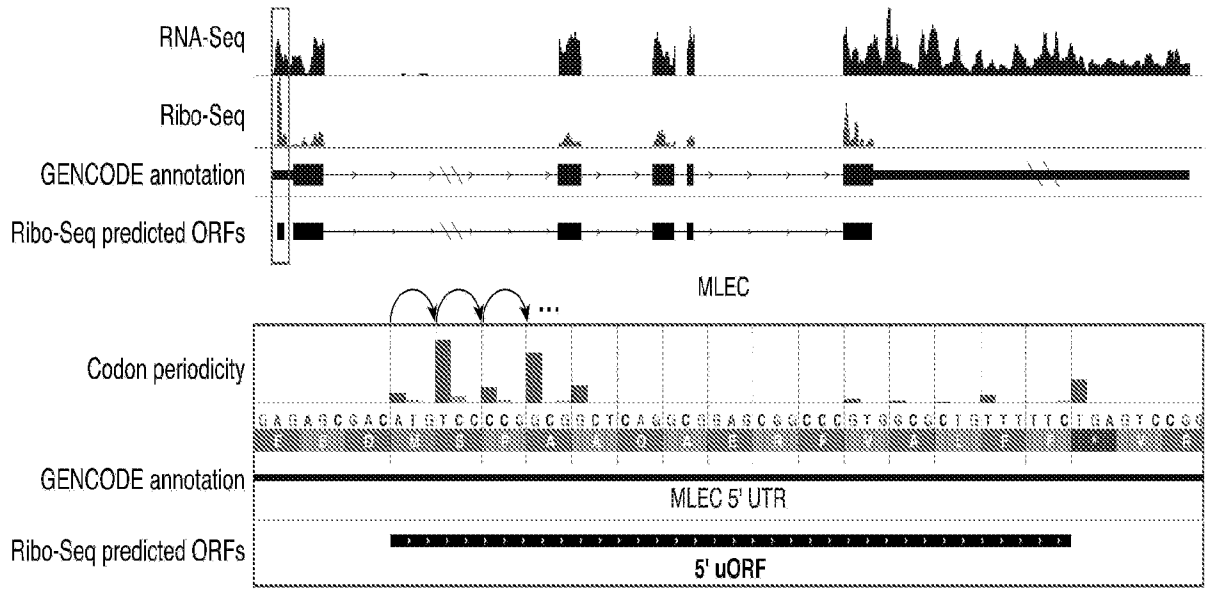 RNA-Seq
Ribo-Seq
GENCODE annotation
Ribo-Seq predicted ORFs
MLEC
...
Codon periodicity
G A G A G C G A C A T G T C C C C G G C G G C T C A G G C G G A G C G G C C C G T G G C G C T G T T T T T C T G A G T C C G G
GENCODE annotation
MLEC 5' UTR
Ribo-Seq predicted ORFs
5' uORF